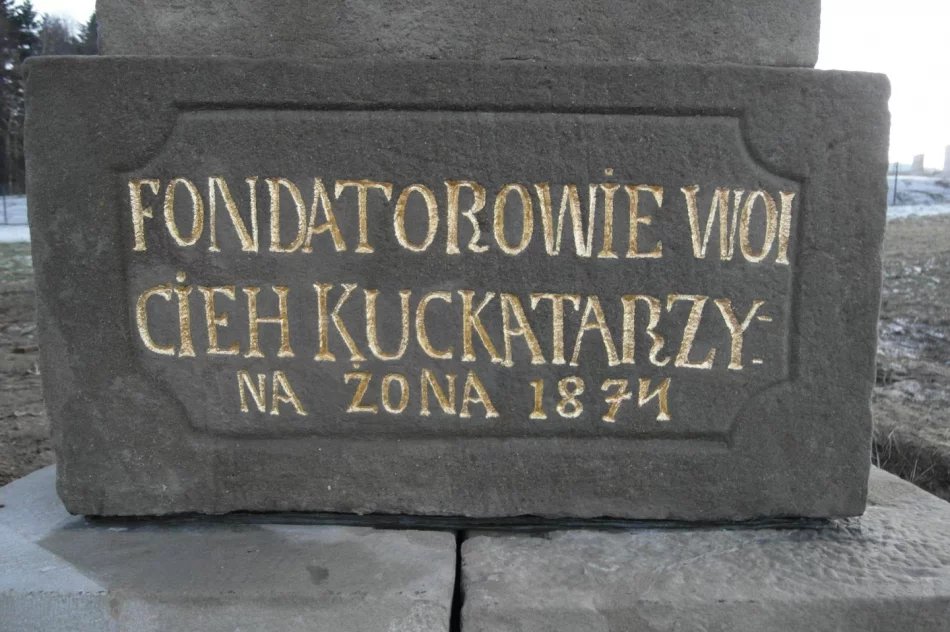 FONDATOROWIE WOI
CIEH KUCKATARZY=
NA ŻONA 1874